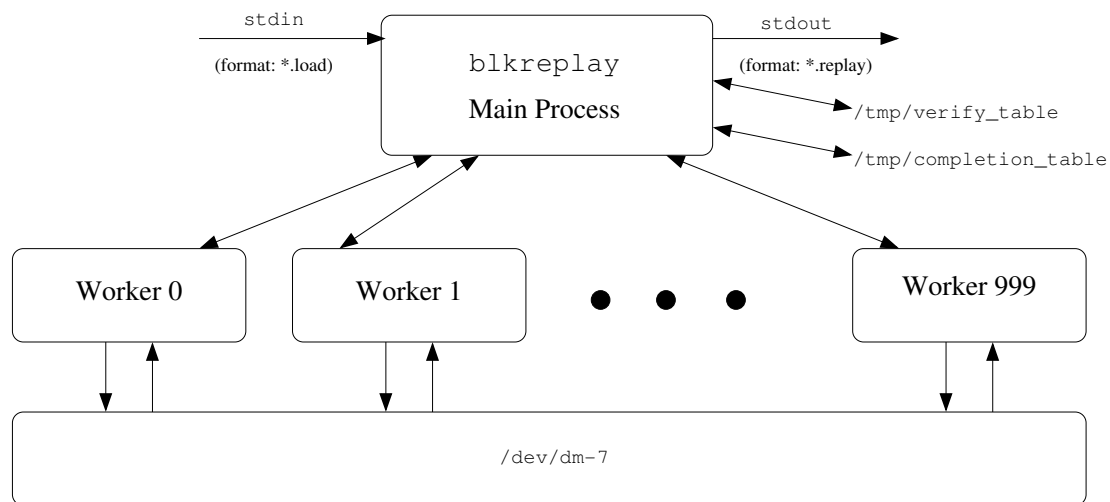 stdin
stdout
(format: *.load)
blkreplay
(format: *.replay)
Main Process
/tmp/verify_table
/tmp/completion_table
Worker 0
Worker 1
Worker 999
/dev/dm-7